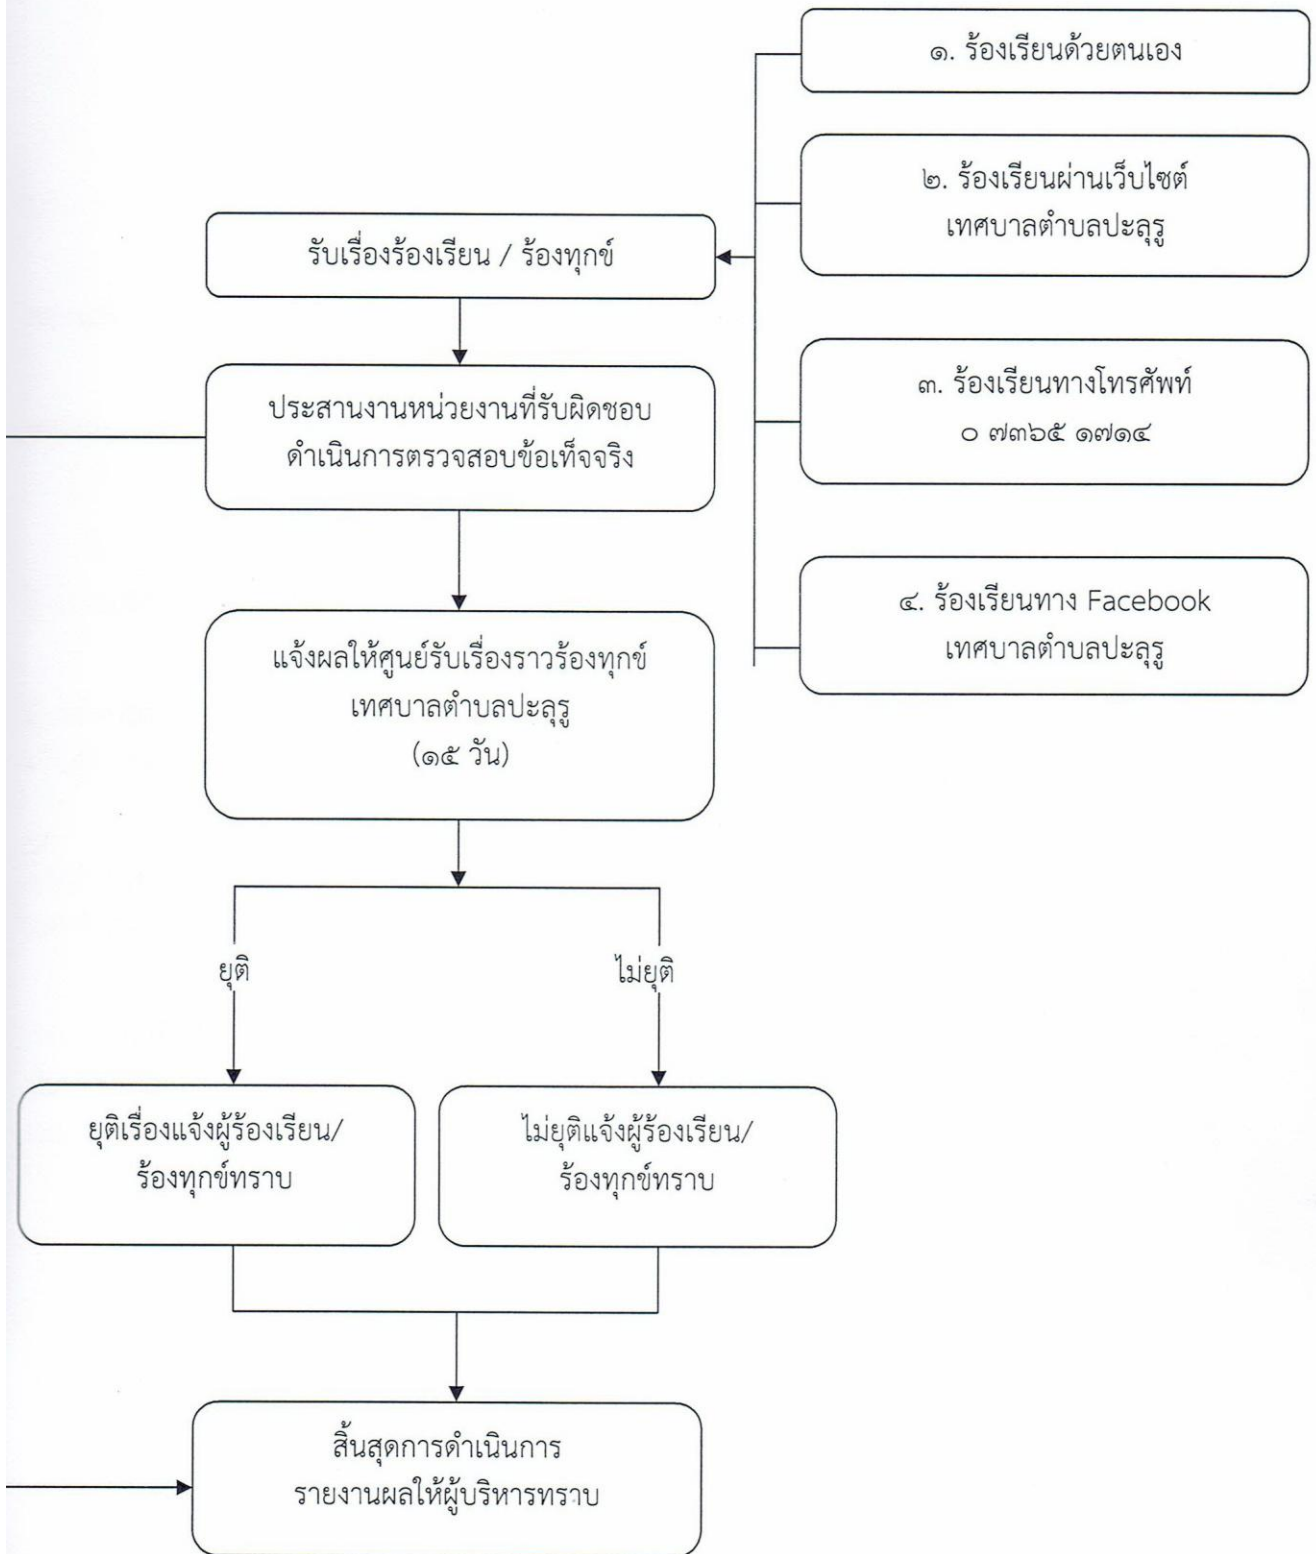 ๑. ร้องเรียนด้วยตนเอง
๒. ร้องเรียนผ่านเว็บไซต์
เทศบาลตำบลปะลุรู
รับเรื่องร้องเรียน / ร้องทุกข์
๓. ร้องเรียนทางโทรศัพท์
๐ ๗๓๖๕ ๑๗๑๔
ประสานงานหน่วยงานที่รับผิดชอบ
ดำเนินการตรวจสอบข้อเท็จจริง
๔. ร้องเรียนทาง Facebook
เทศบาลตำบลปะลุรู
แจ้งผลให้ศูนย์รับเรื่องราวร้องทุกข์
เทศบาลตำบลปะลุรู
(๑๕ วัน)
ยุติ
ไม่ยุติ
ยุติเรื่องแจ้งผู้ร้องเรียน/
ร้องทุกข์ทราบ
ไม่ยุติแจ้งผู้ร้องเรียน/
ร้องทุกข์ทราบ
สิ้นสุดการดำเนินการ
รายงานผลให้ผู้บริหารทราบ